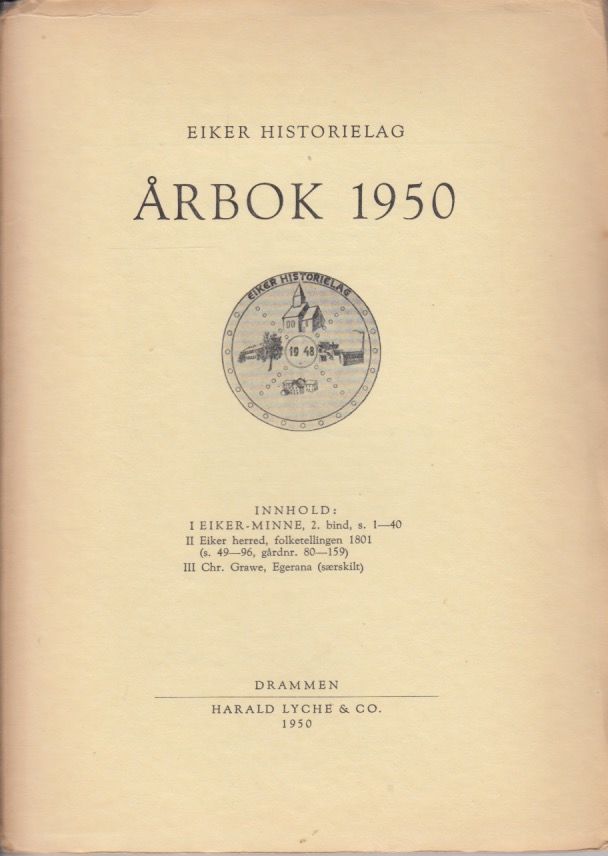 EIKER HISTORIELAG
ÅRBOK 1950
EIKER HISTORIELAG
19 48
INNHOLD:
I EIKER-MINNE, 2. bind, s. 1—40
II Eiker herred, folketellingen 1801
(s. 49—96, gårdnr. 80—159)
III Chr. Grawe, Egerana (særskilt)
DRAMMEN
HARALD LYCHE & CO.
1950